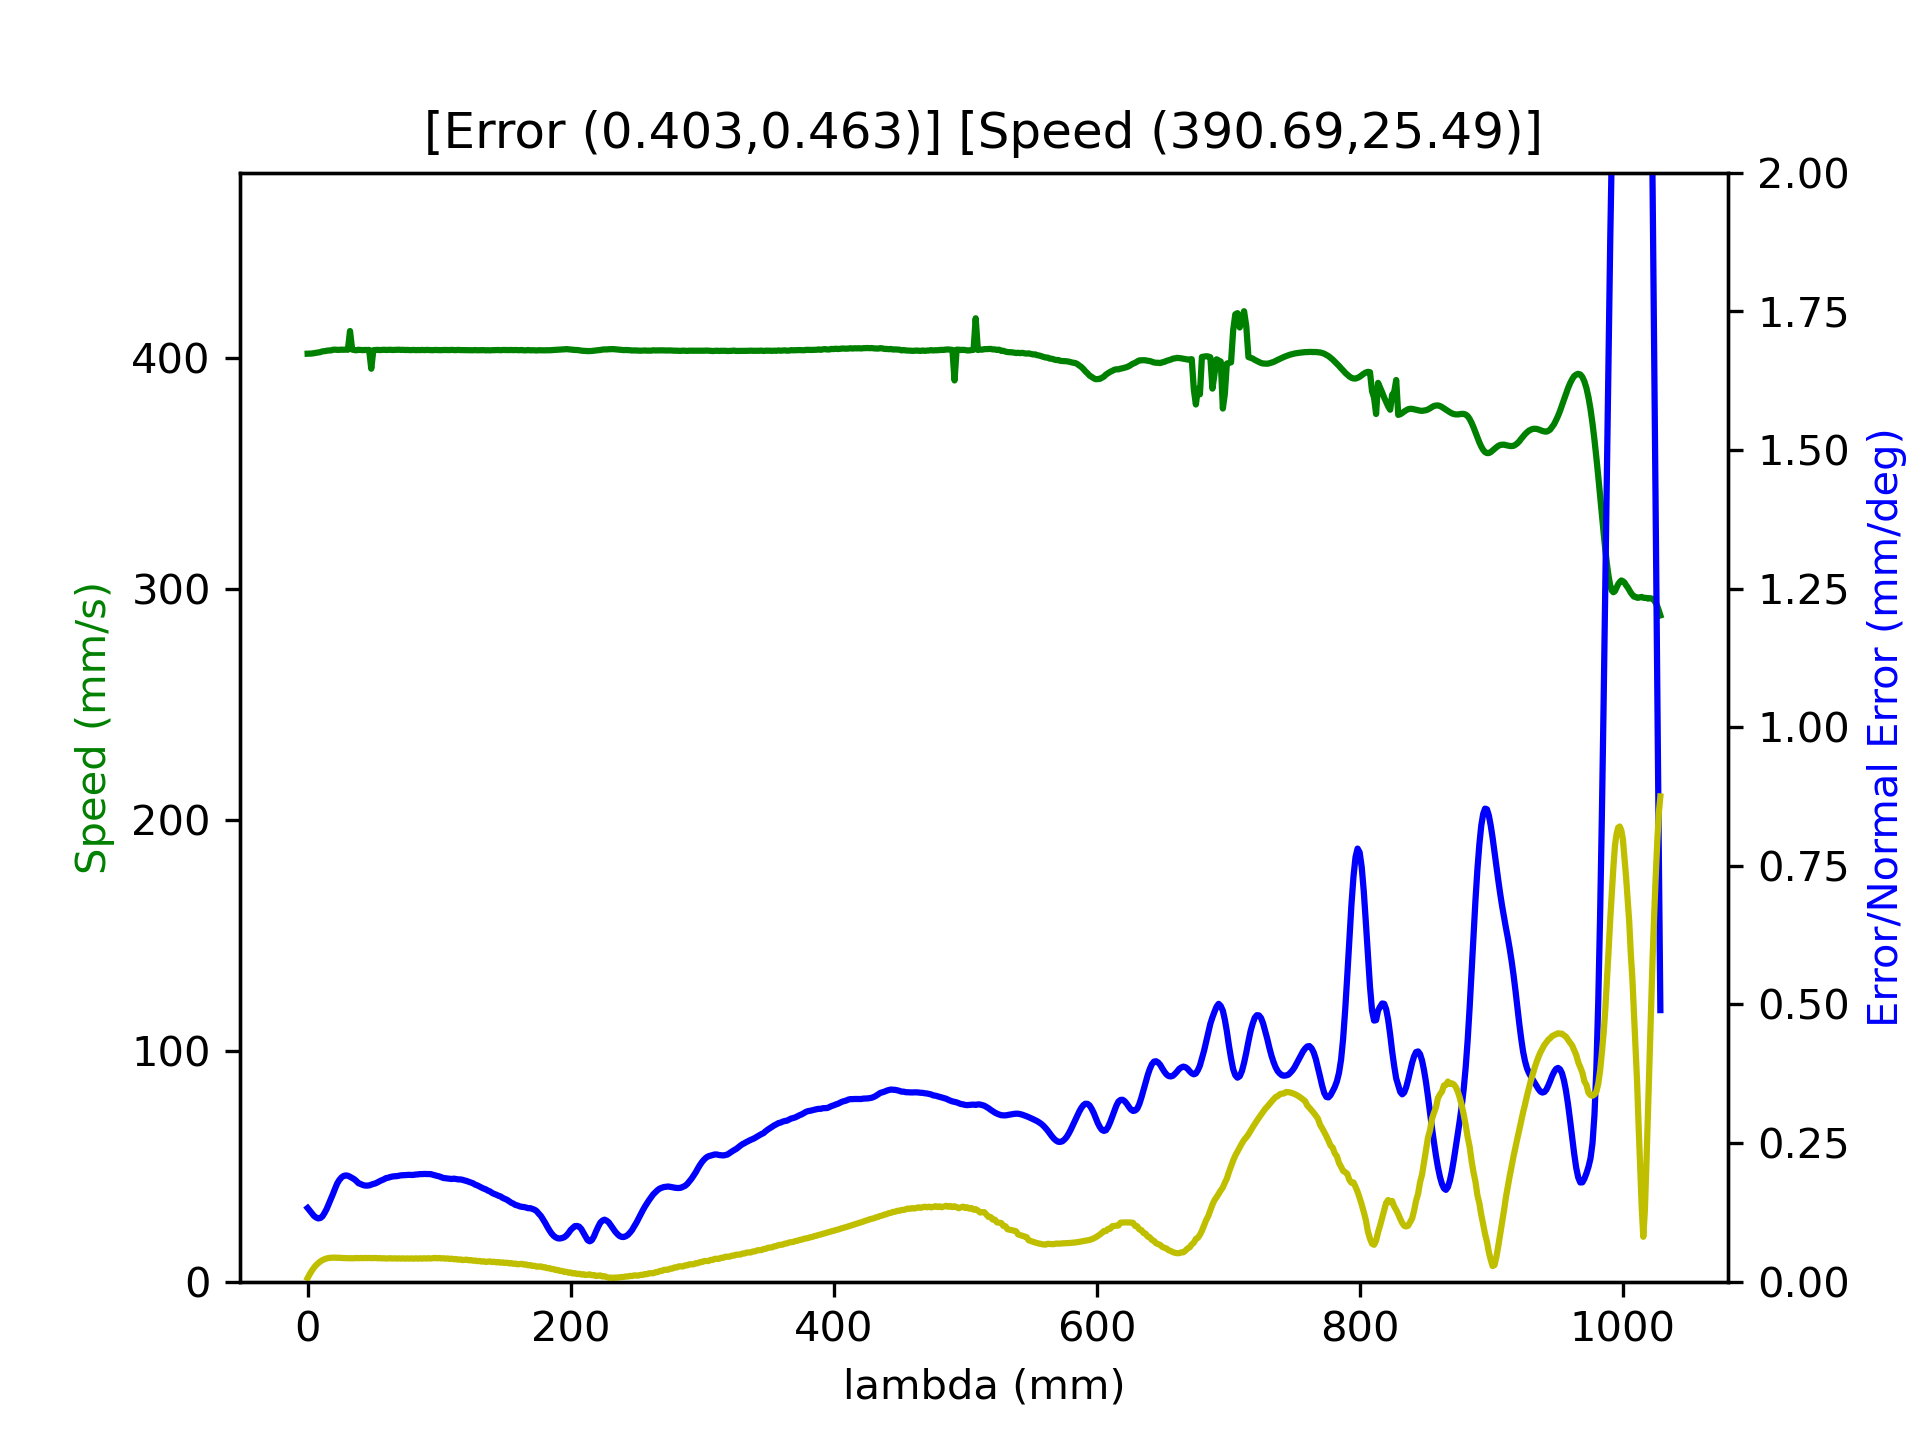 [Error (0.403,0.463)] [Speed (390.69,25.49)]
Speed (mm/s)
400
300
200
100
0
2.00
1.75
1.50
1.25
1.00
0.75
0.50
0.25
0.00
Error/Normal Error (mm/deg)
0 200 400 600 800 1000
lambda (mm)